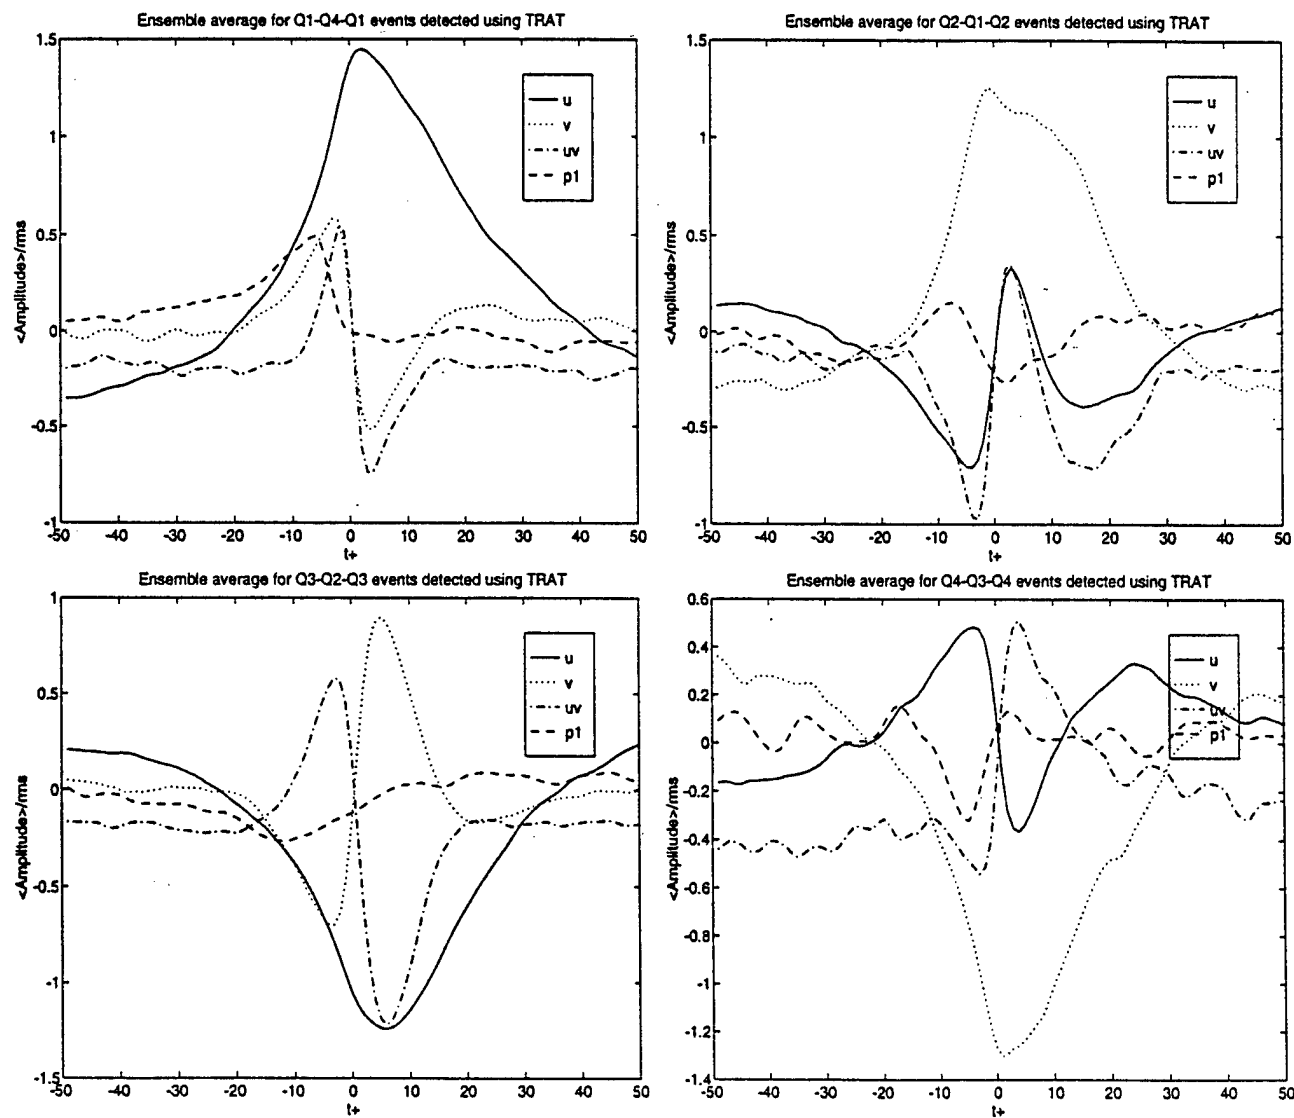 Ensemble average for Q1-Q4-Q1 events detected using TRAT
1.5
1
0.5
0
-0.5
-1
<Amplitude>/rms
u
v
uv
p1
-50 -40 -30 -20 -10 0 10 20 30 40 50
t+
Ensemble average for Q2-Q1-Q2 events detected using TRAT
1.5
1
0.5
0
-0.5
-1
<Amplitude>/rms
u
v
uv
p1
-50 -40 -30 -20 -10 0 10 20 30 40 50
t+
Ensemble average for Q3-Q2-Q3 events detected using TRAT
1
0.5
0
-0.5
-1
-1.5
<Amplitude>/rms
u
v
uv
p1
-50 -40 -30 -20 -10 0 10 20 30 40 50
t+
Ensemble average for Q4-Q3-Q4 events detected using TRAT
0.6
0.4
0.2
0
-0.2
-0.4
-0.6
-0.8
-1
-1.2
-1.4
<Amplitude>/rms
u
v
uv
p1
-50 -40 -30 -20 -10 0 10 20 30 40 50
t+